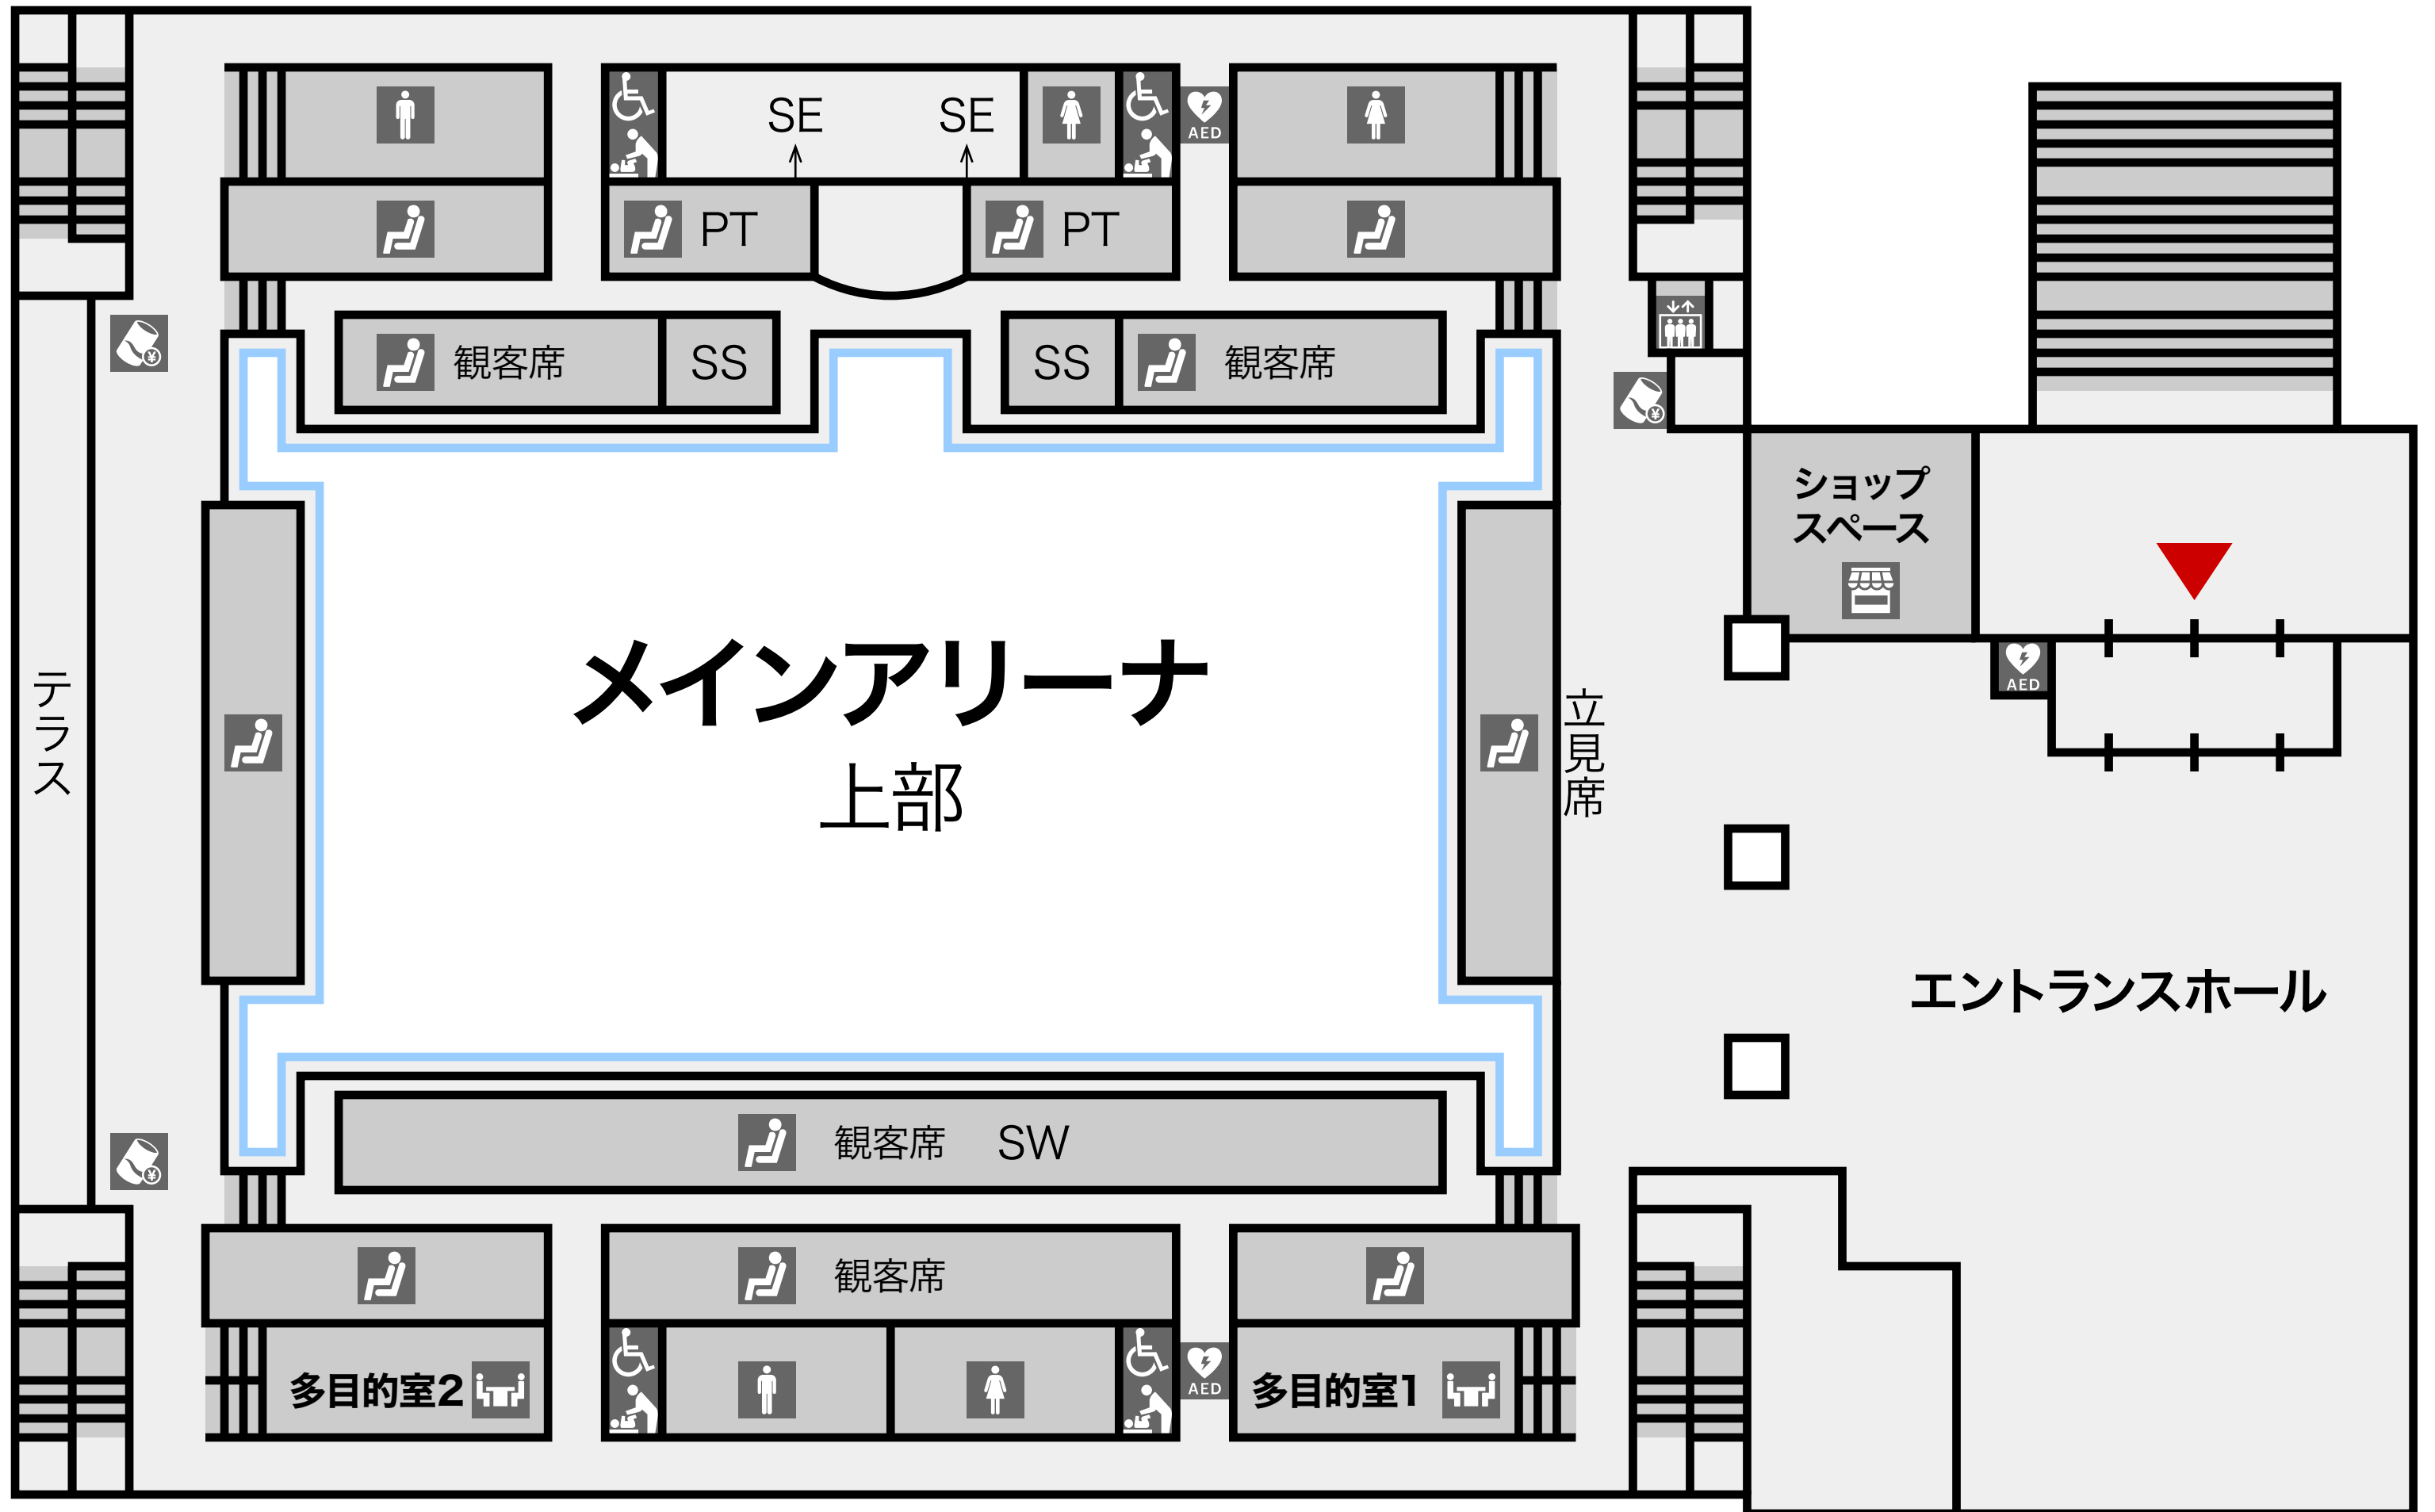 SE
SE
AED
PT
PT
¥
観客席
SS
SS
観客席
¥
ショップ
スペース
メインアリーナ
上部
テラス
立見席
AED
エントランスホール
¥
観客席 SW
観客席
多目的室2
AED
多目的室1